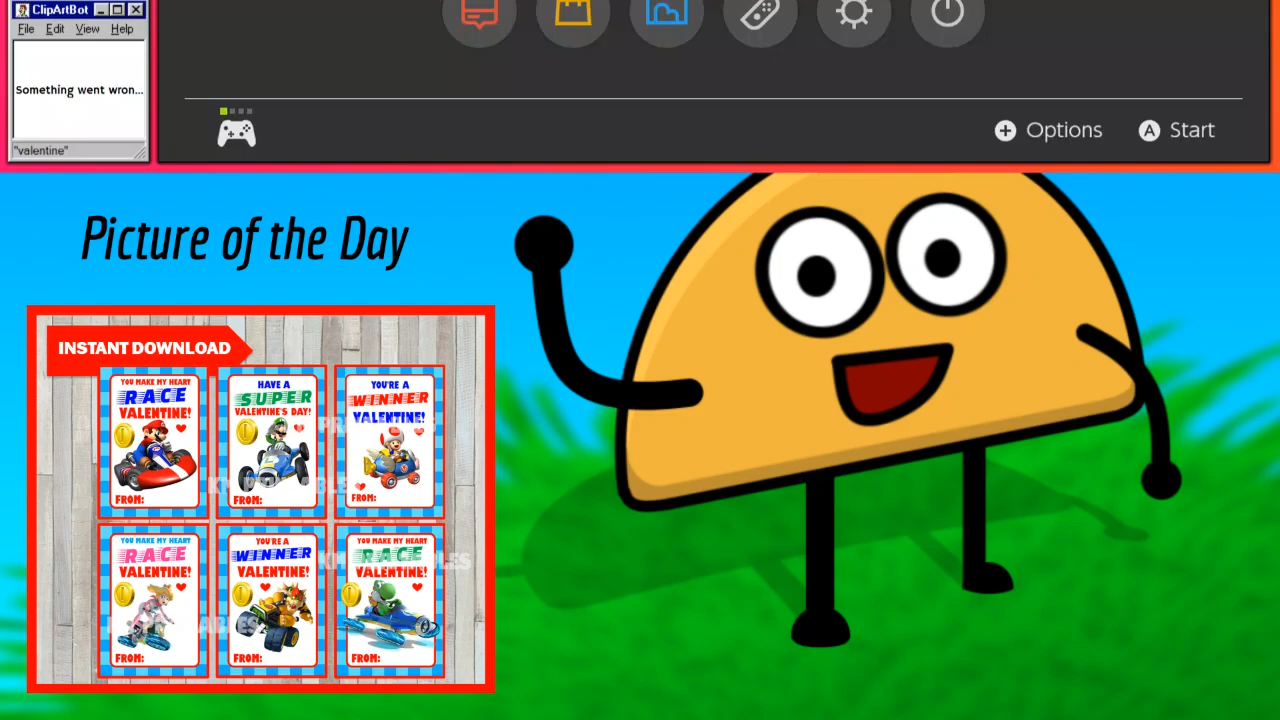 ClipArtBot
File Edit View Help
Something went wron...
"valentine"
+ Options A Start
Picture of the Day
INSTANT DOWNLOAD
YOU MAKE MY HEART
RACE
VALENTINE!
FROM:
HAVE A
SUPER
VALENTINE'S DAY!
FROM:
YOU'RE A
WINNER
VALENTINE!
FROM:
YOU MAKE MY HEART
RACE
VALENTINE!
FROM:
YOU'RE A
WINNER
VALENTINE!
FROM:
YOU MAKE MY HEART
RACE
VALENTINE!
FROM: